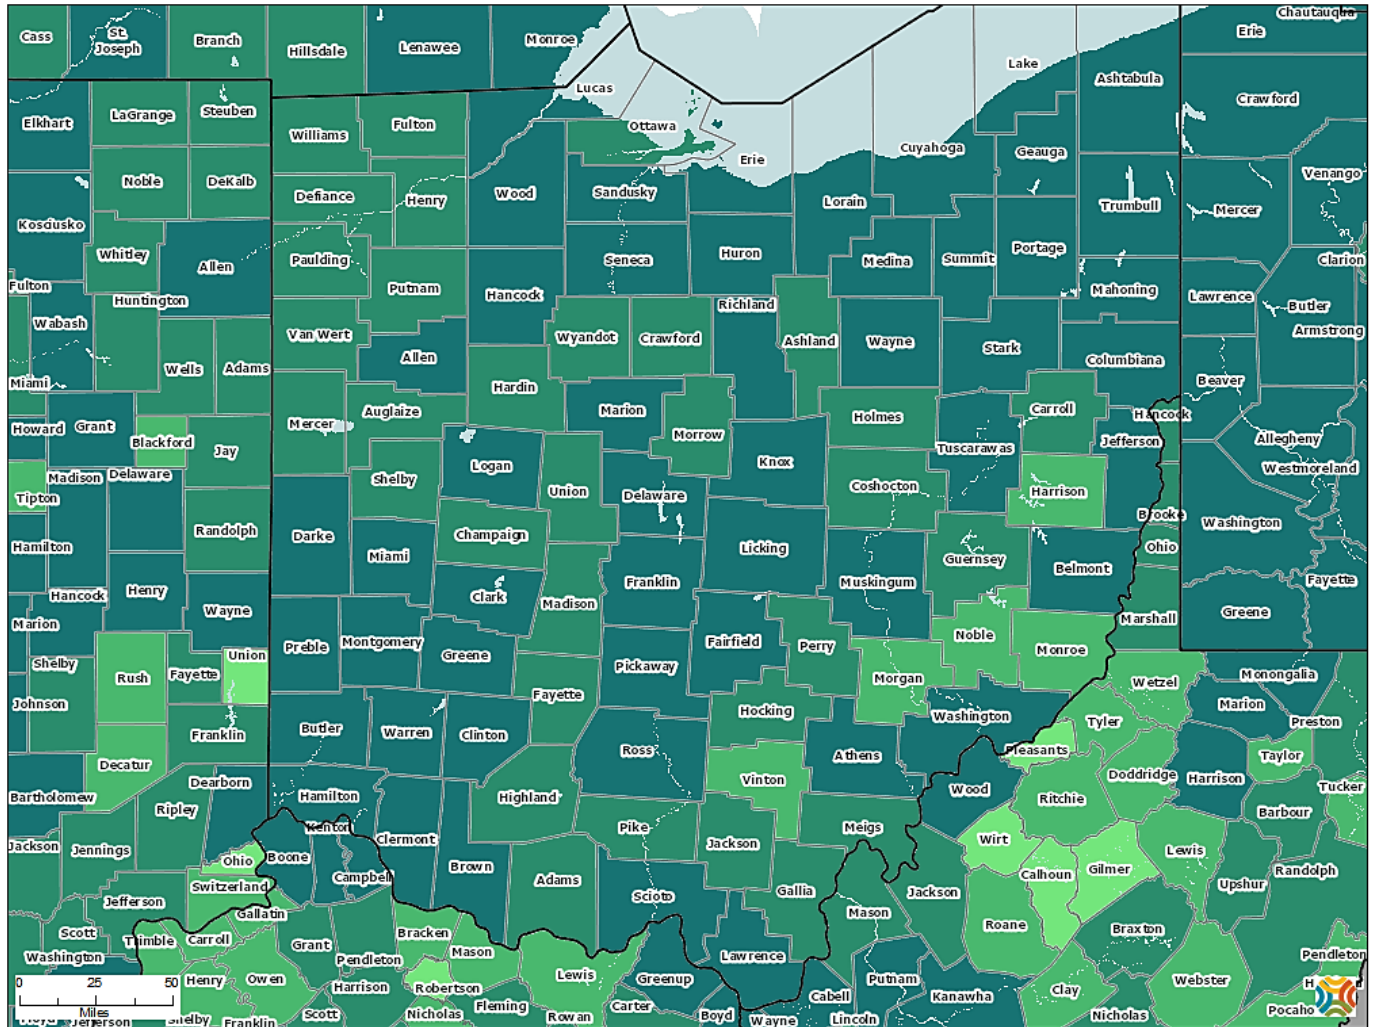 Cass
St.
Joseph
Branch
Hillsdale
Lenawee
Monroe
Chautauqua
Erie
Lake
Ashtabula
Lucas
Crawford
Elkhart
LaGrange
Steuben
Williams
Fulton
Ottawa
Erie
Cuyahoga
Geauga
Venango
Noble
DeKalb
Defiance
Henry
Wood
Sandusky
Lorain
Trumbull
Mercer
Kosciusko
Whitley
Allen
Paulding
Putnam
Seneca
Huron
Medina
Summit
Portage
Clarion
Fulton
Huntington
Hancock
Richland
Mahoning
Lawrence
Butler
Wabash
Van Wert
Allen
Wyandot
Crawford
Ashland
Wayne
Stark
Columbiana
Armstrong
Miami
Wells
Adams
Hardin
Beaver
Howard
Grant
Blackford
Jay
Mercer
Auglaize
Marion
Morrow
Holmes
Carroll
Hancock
Jefferson
Allegheny
Tipton
Madison
Delaware
Shelby
Logan
Union
Delaware
Knox
Coshocton
Tuscarawas
Harrison
Westmoreland
Hamilton
Randolph
Darke
Miami
Champaign
Licking
Guernsey
Brooke
Ohio
Washington
Hancock
Henry
Wayne
Clark
Madison
Franklin
Muskingum
Belmont
Marshall
Greene
Fayette
Marion
Shelby
Rush
Fayette
Union
Preble
Montgomery
Greene
Pickaway
Fairfield
Perry
Morgan
Noble
Monroe
Wetzel
Monongalia
Johnson
Franklin
Butler
Warren
Clinton
Fayette
Ross
Hocking
Washington
Tyler
Marion
Preston
Decatur
Dearborn
Hamilton
Vinton
Athens
Pleasants
Doddridge
Harrison
Taylor
Bartholomew
Ripley
Highland
Wood
Ritchie
Barbour
Tucker
Jackson
Jennings
Kenton
Clermont
Brown
Pike
Jackson
Meigs
Wirt
Ohio
Boone
Campbell
Adams
Scioto
Gallia
Jackson
Calhoun
Gilmer
Lewis
Upshur
Randolph
Switzerland
Jefferson
Gallatin
Mason
Roane
Braxton
Scott
Trimble
Carroll
Grant
Bracken
Mason
Washington
Pendleton
Lawrence
Pendleton
Henry
Owen
Harrison
Robertson
Lewis
Greenup
Putnam
Kanawha
Clay
Webster
Scott
Nicholas
Fleming
Rowan
Carter
Boyd
Wayne
Cabell
Lincoln
Nicholas
Pocaho
Shelby
Franklin
Jefferson
0 25 50
Miles